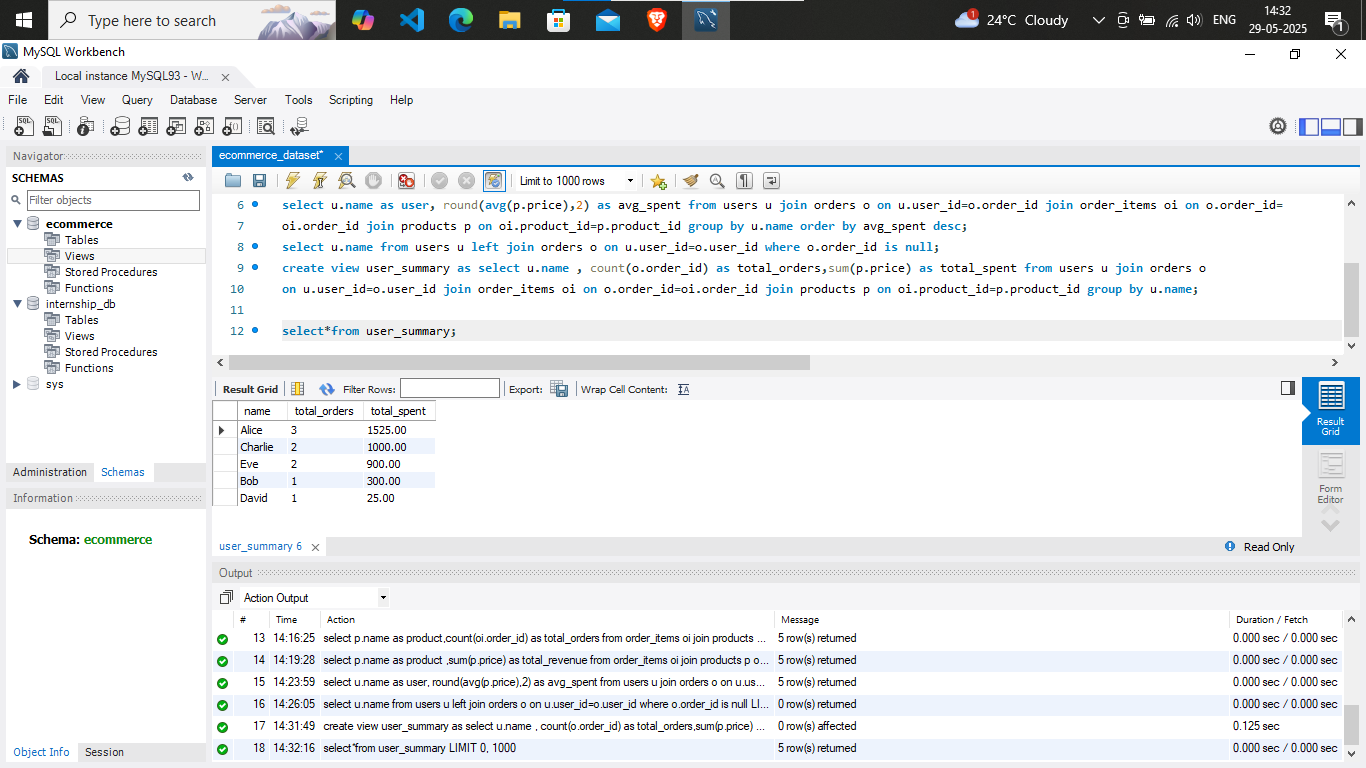 Type here to search
24°C Cloudy
ENG
14:32
29-05-2025
1
MySQL Workbench
Local instance MySQL93 - W...
File Edit View Query Database Server Tools Scripting Help
Navigator
SCHEMAS
Filter objects
ecommerce
Tables
Views
Stored Procedures
Functions
internship_db
Tables
Views
Stored Procedures
Functions
sys
Administration Schemas
Information
Schema: ecommerce
Object Info Session
ecommerce_dataset*
Limit to 1000 rows
6 select u.name as user, round(avg(p.price),2) as avg_spent from users u join orders o on u.user_id=o.order_id join order_items oi on o.order_id=
7 oi.order_id join products p on oi.product_id=p.product_id group by u.name order by avg_spent desc;
8 select u.name from users u left join orders o on u.user_id=o.user_id where o.order_id is null;
9 create view user_summary as select u.name , count(o.order_id) as total_orders,sum(p.price) as total_spent from users u join orders o
10 on u.user_id=o.user_id join order_items oi on o.order_id=oi.order_id join products p on oi.product_id=p.product_id group by u.name;
11
12 select*from user_summary;
Result Grid Filter Rows: Export: Wrap Cell Content:
name total_orders total_spent
Alice 3 1525.00
Charlie 2 1000.00
Eve 2 900.00
Bob 1 300.00
David 1 25.00
Result
Grid
Form
Editor
user_summary 6
Read Only
Output
Action Output
# Time Action Message Duration / Fetch
13 14:16:25 select p.name as product,count(oi.order_id) as total_orders from order_items oi join products ... 5 row(s) returned 0.000 sec / 0.000 sec
14 14:19:28 select p.name as product ,sum(p.price) as total_revenue from order_items oi join products p o... 5 row(s) returned 0.000 sec / 0.000 sec
15 14:23:59 select u.name as user, round(avg(p.price),2) as avg_spent from users u join orders o on u.us... 5 row(s) returned 0.000 sec / 0.000 sec
16 14:26:05 select u.name from users u left join orders o on u.user_id=o.user_id where o.order_id is null LI... 0 row(s) returned 0.000 sec / 0.000 sec
17 14:31:49 create view user_summary as select u.name , count(o.order_id) as total_orders,sum(p.price) ... 0 row(s) affected 0.125 sec
18 14:32:16 select*from user_summary LIMIT 0, 1000 5 row(s) returned 0.000 sec / 0.000 sec